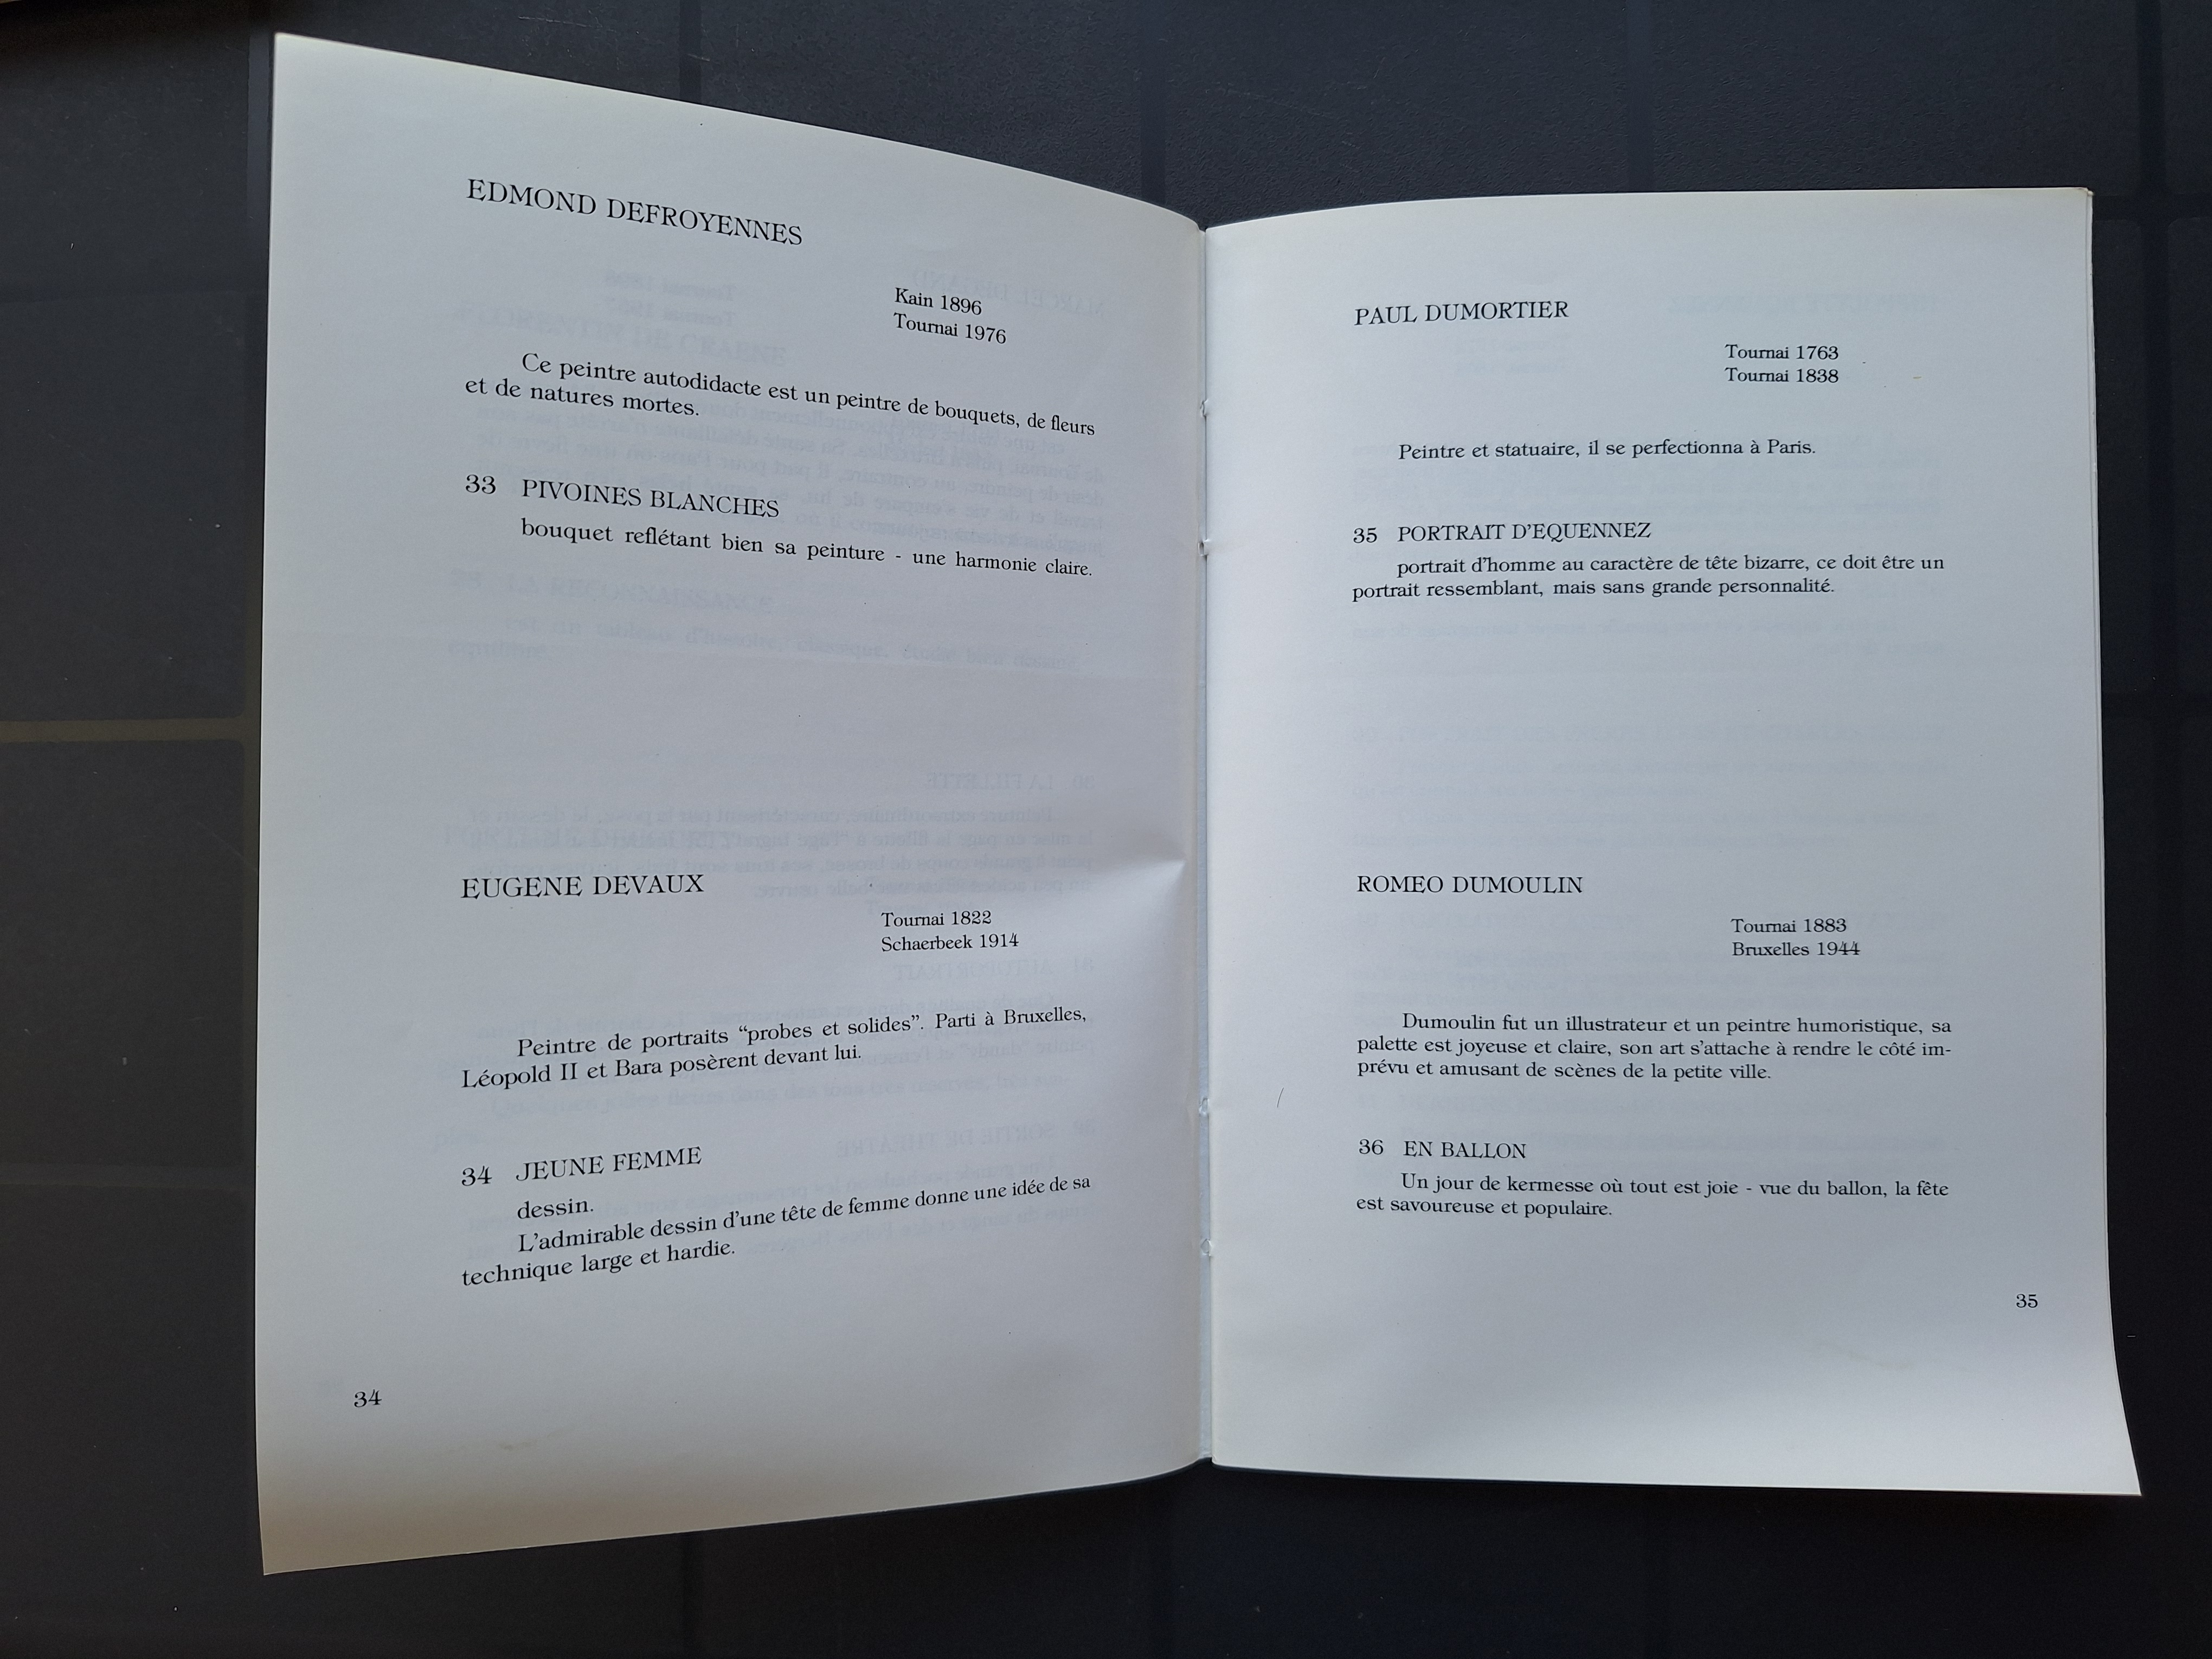 EDMOND DEFROYENNES
Kain 1896
Tournai 1976
Ce peintre autodidacte est un peintre de bouquets, de fleurs
et de natures mortes.
33 PIVOINES BLANCHES
bouquet reflétant bien sa peinture - une harmonie claire.
EUGENE DEVAUX
Tournai 1822
Schaerbeek 1914
Peintre de portraits “probes et solides”. Parti à Bruxelles,
Léopold II et Bara posèrent devant lui.
34 JEUNE FEMME
dessin.
L’admirable dessin d’une tête de femme donne une idée de sa
technique large et hardie.
34
PAUL DUMORTIER
Tournai 1763
Tournai 1838
Peintre et statuaire, il se perfectionna à Paris.
35 PORTRAIT D’EQUENNEZ
portrait d’homme au caractère de tête bizarre, ce doit être un
portrait ressemblant, mais sans grande personnalité.
ROMEO DUMOULIN
Tournai 1883
Bruxelles 1944
Dumoulin fut un illustrateur et un peintre humoristique, sa
palette est joyeuse et claire, son art s’attache à rendre le côté im-
prévu et amusant de scènes de la petite ville.
36 EN BALLON
Un jour de kermesse où tout est joie - vue du ballon, la fête
est savoureuse et populaire.
35